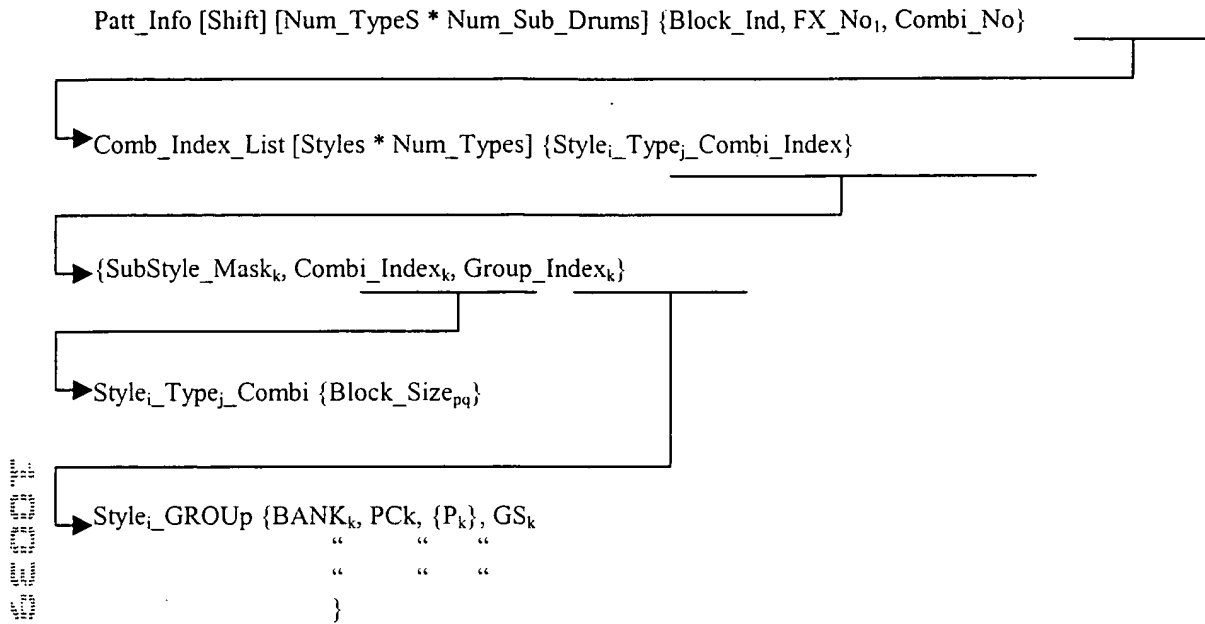 Patt_Info [Shift] [Num_TypeS * Num_Sub_Drums] {Block_Ind, FX_No₁, Combi_No}
Comb_Index_List [Styles * Num_Types] {Styleᵢ_Typeⱼ_Combi_Index}
{SubStyle_Maskₖ, Combi_Indexₖ, Group_Indexₖ}
Styleᵢ_Typeⱼ_Combi {Block_Size_pq}
Styleᵢ_GROUp {BANKₖ, PCk, {Pₖ}, GSₖ
“ “ “
“ “ “
}